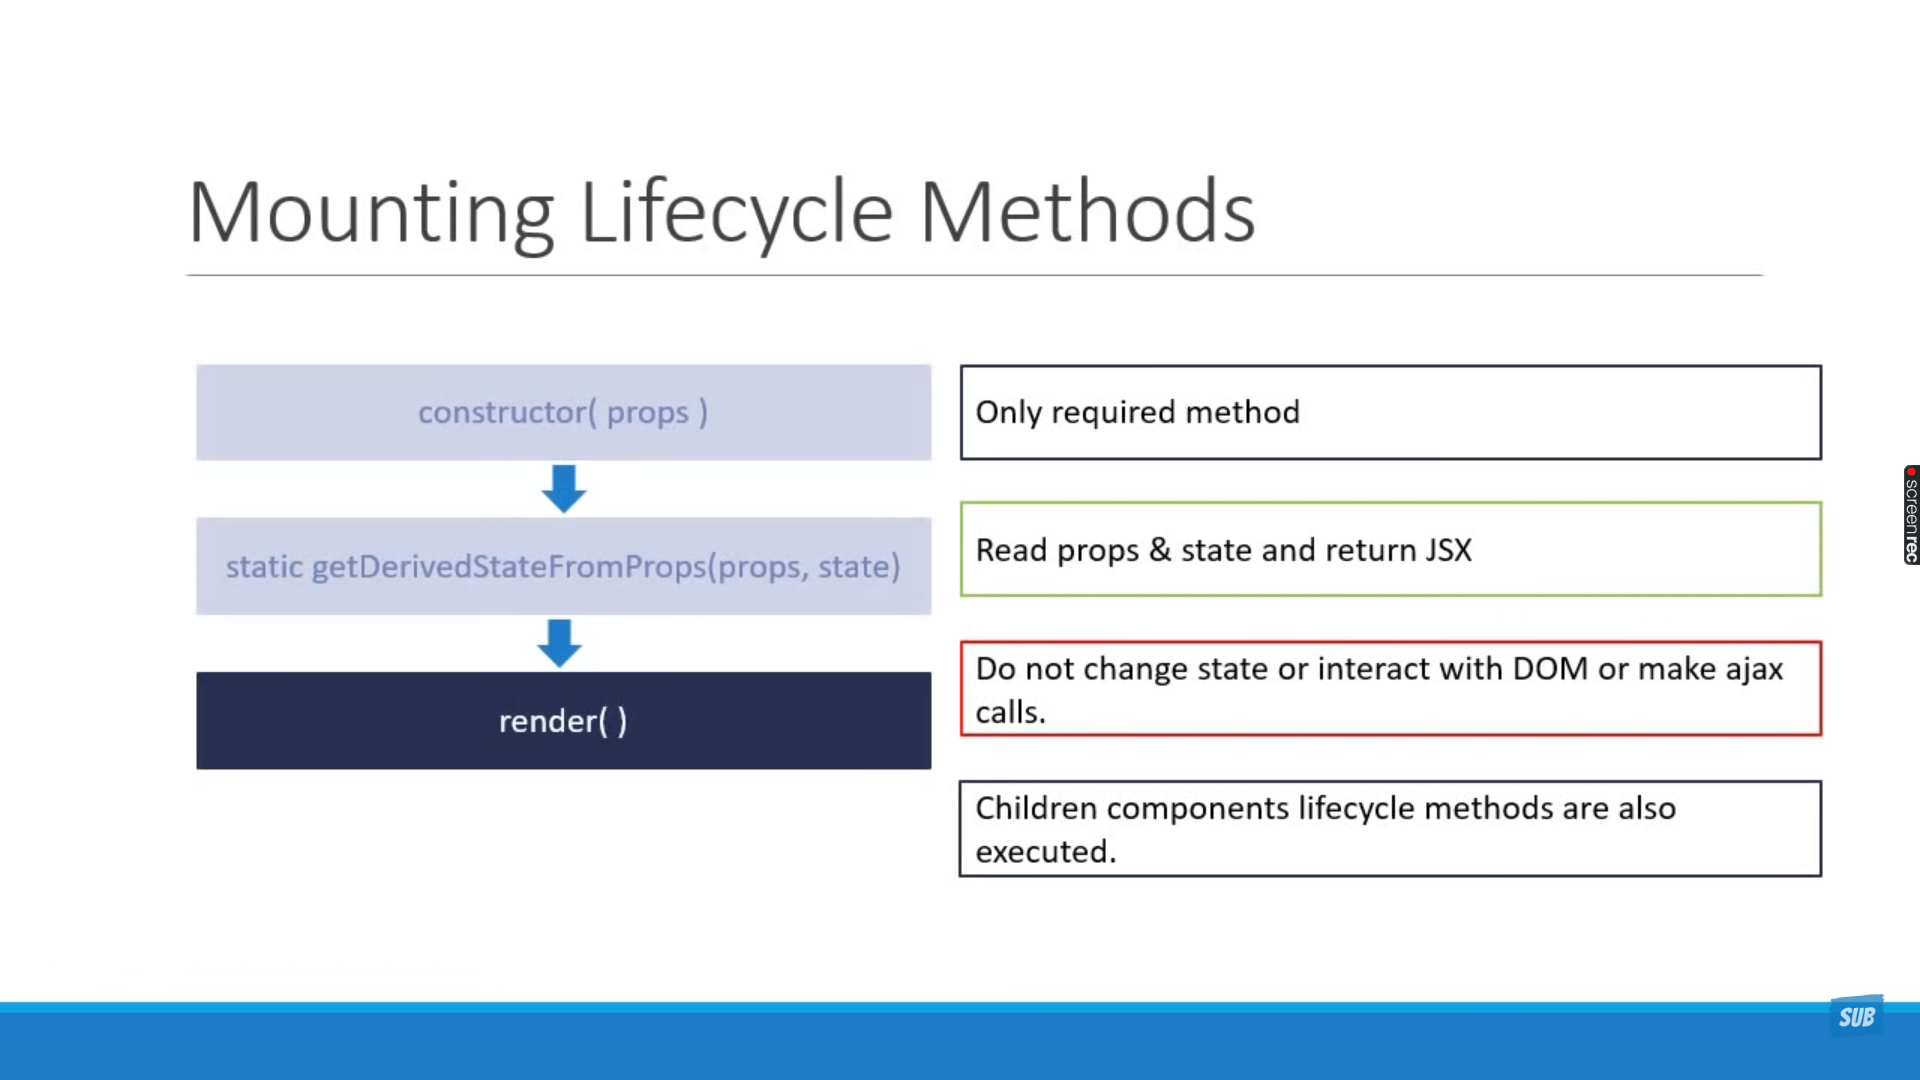 Mounting Lifecycle Methods
constructor( props )
static getDerivedStateFromProps(props, state)
render( )
Only required method
Read props & state and return JSX
Do not change state or interact with DOM or make ajax
calls.
Children components lifecycle methods are also
executed.
screenrec
SUB